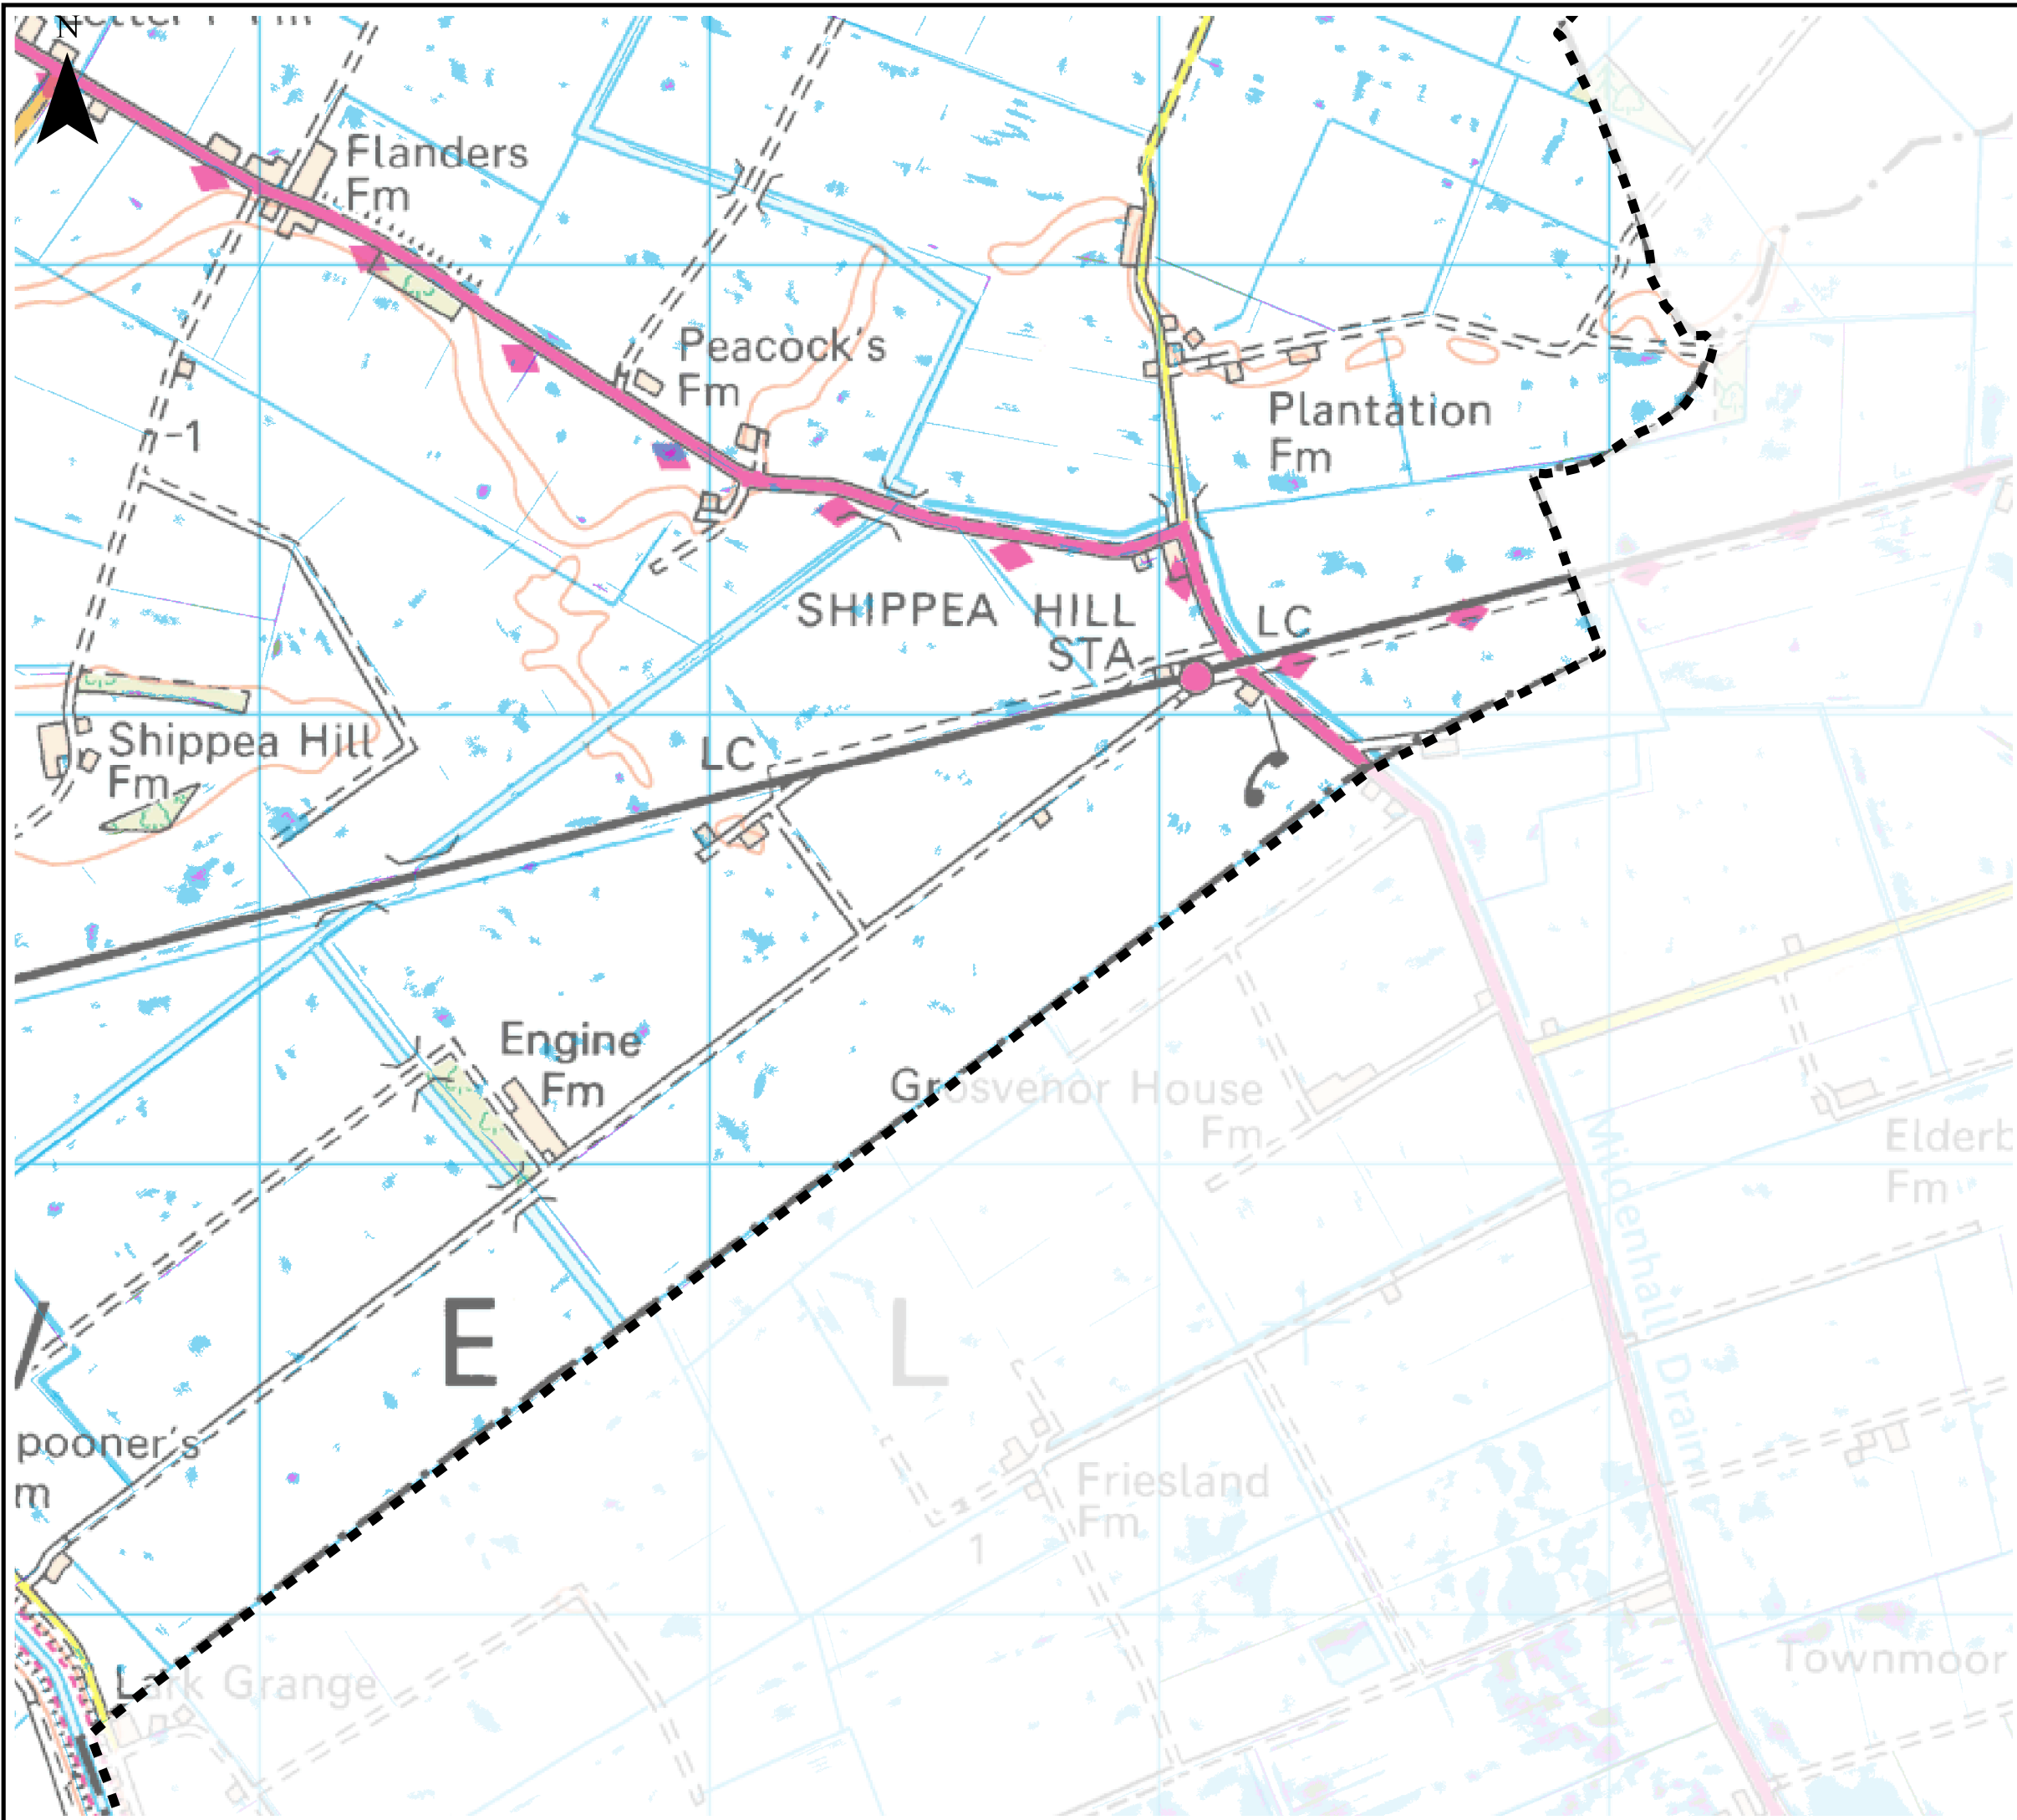 N
Flanders
Fm
Peacock's
Fm
Plantation
Fm
-1
SHIPPEA HILL
STA
LC
Shippea Hill
Fm
LC
Engine
Fm
Grosvenor House
Fm
Mildenhall Drain
Elderb
Fm
E
L
pooner's
m
Friesland
Fm
1
Lark Grange
Townmoor